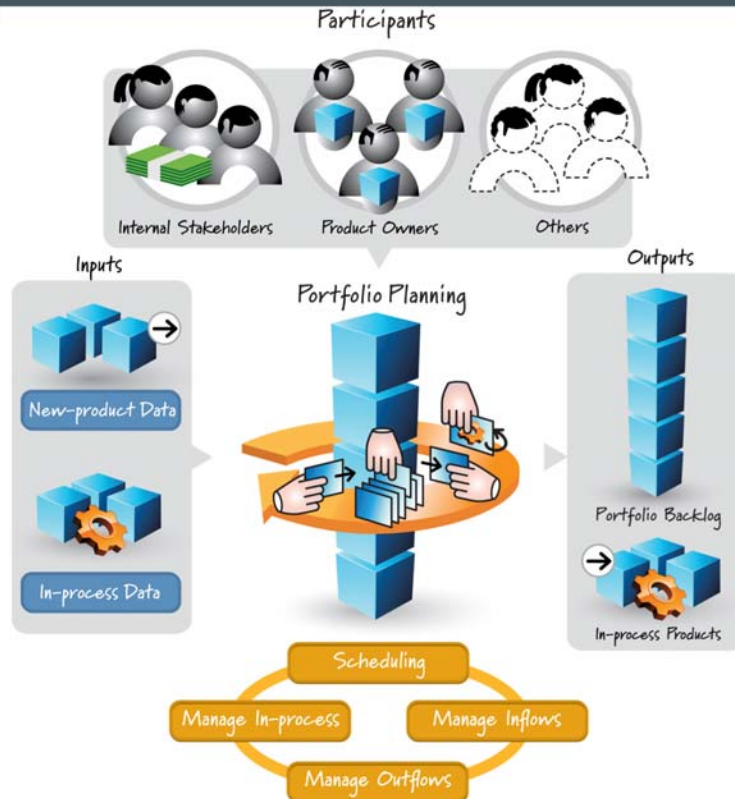 Participants
Internal Stakeholders
Product Owners
Others
Inputs
New-product Data
In-process Data
Portfolio Planning
Outputs
Portfolio Backlog
In-process Products
Scheduling
Manage In-process
Manage Inflows
Manage Outflows